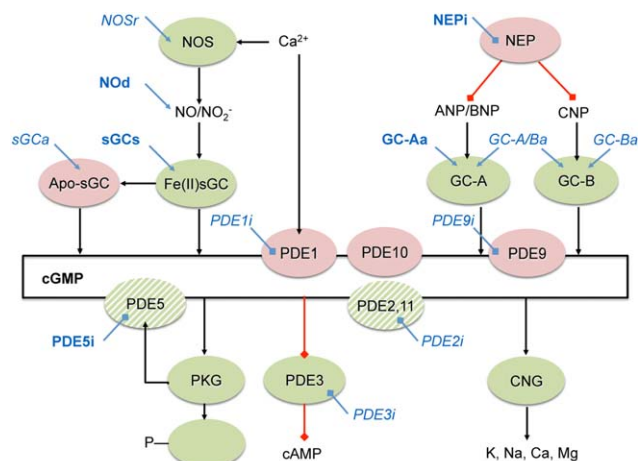 NOSr
NOS
Ca2+
NEPi
NEP
NOd
NO/NO2-
ANP/BNP
CNP
sGCa
sGCs
GC-Aa
GC-A/Ba
GC-Ba
Apo-sGC
Fe(II)sGC
GC-A
GC-B
PDE1i
PDE9i
PDE1
PDE10
PDE9
cGMP
PDE5
PDE2,11
PDE5i
PDE2i
PKG
PDE3
CNG
PDE3i
P
cAMP
K, Na, Ca, Mg